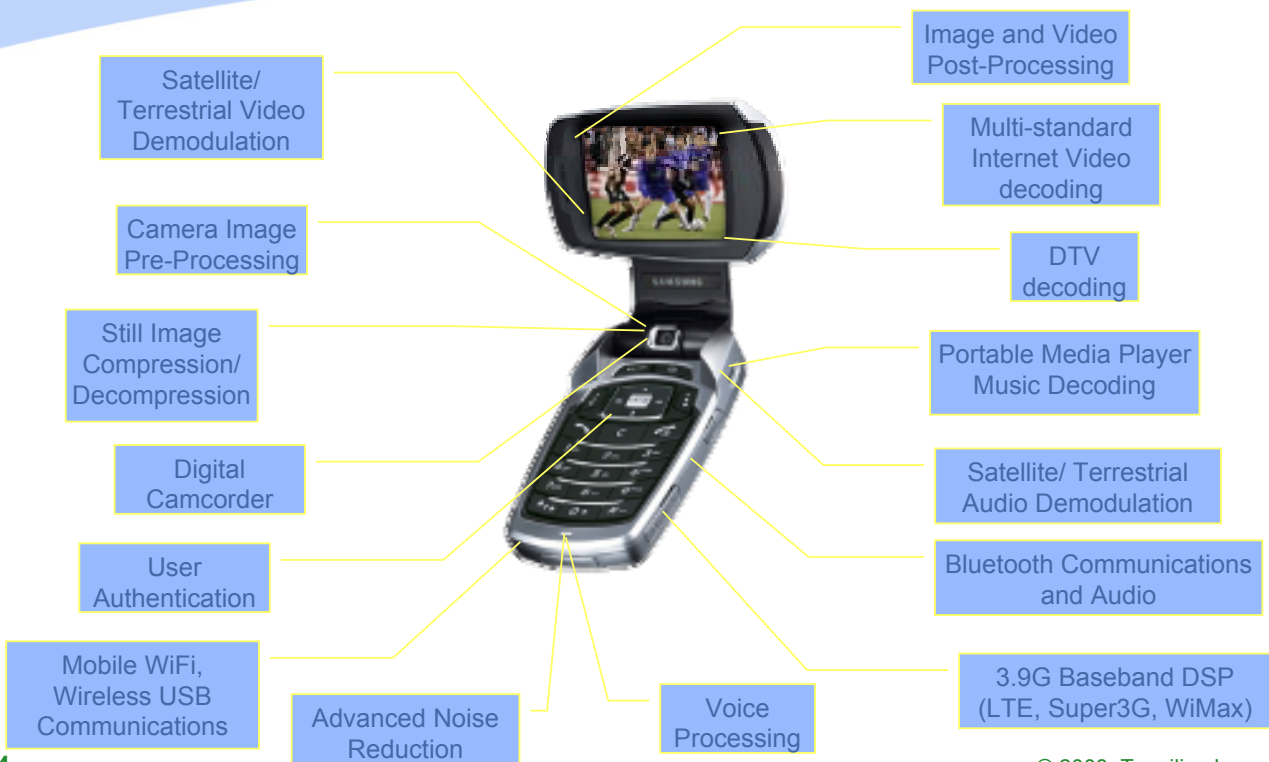 Image and Video
Post-Processing
Satellite/
Terrestrial Video
Demodulation
Multi-standard
Internet Video
decoding
Camera Image
Pre-Processing
DTV
decoding
SAMSUNG
Still Image
Compression/
Decompression
Portable Media Player
Music Decoding
Digital
Camcorder
Satellite/ Terrestrial
Audio Demodulation
User
Authentication
Bluetooth Communications
and Audio
Mobile WiFi,
Wireless USB
Communications
3.9G Baseband DSP
(LTE, Super3G, WiMax)
Advanced Noise
Reduction
Voice
Processing